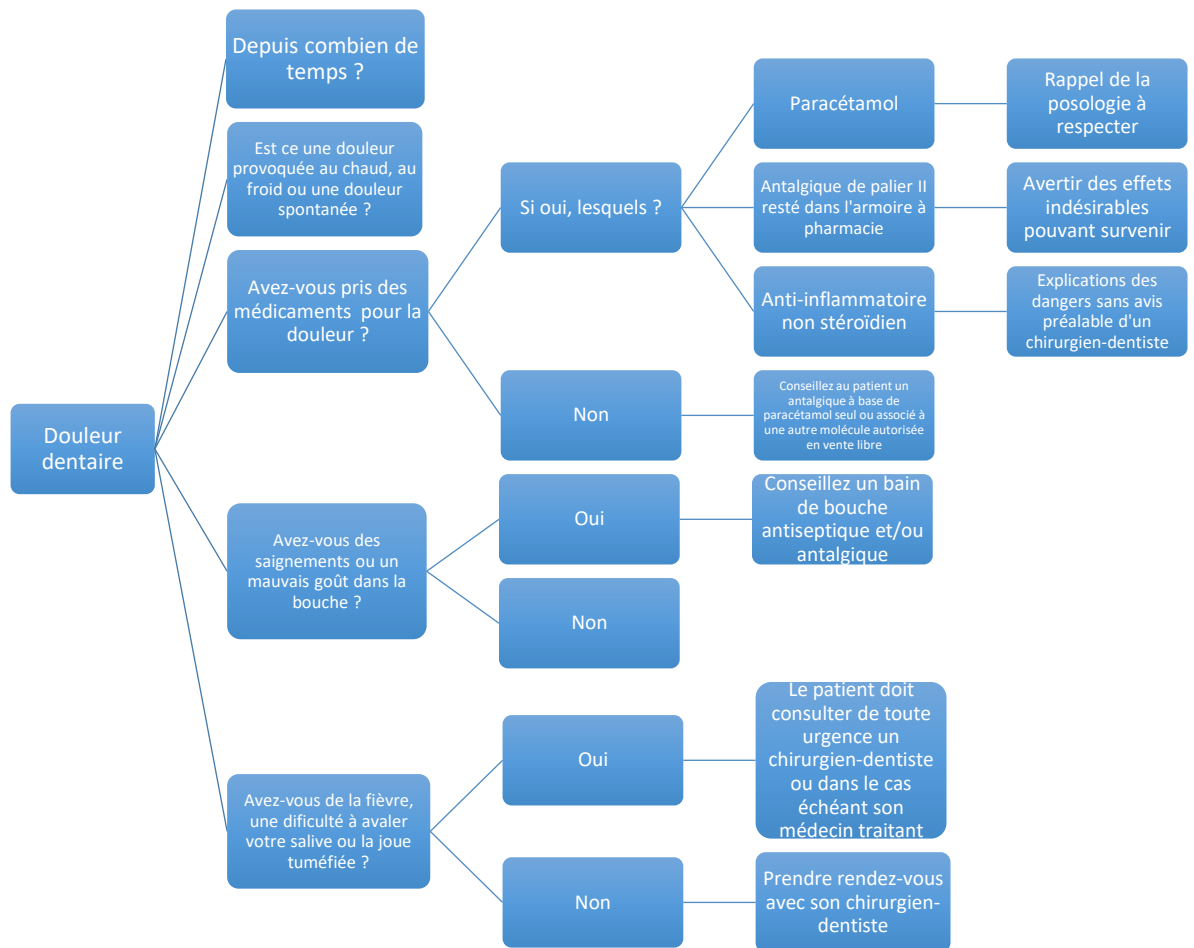 Douleur
dentaire
Depuis combien de
temps ?
Est ce une douleur
provoquée au chaud, au
froid ou une douleur
spontanée ?
Avez-vous pris des
médicaments pour la
douleur ?
Si oui, lesquels ?
Paracétamol
Rappel de la
posologie à
respecter
Antalgique de palier II
resté dans l'armoire à
pharmacie
Avertir des effets
indésirables
pouvant survenir
Anti-inflammatoire
non stéroïdien
Explications des
dangers sans avis
préalable d'un
chirurgien-dentiste
Non
Conseillez au patient un
antalgique à base de
paracétamol seul ou associé à
une autre molécule autorisée
en vente libre
Avez-vous des
saignements ou un
mauvais goût dans la
bouche ?
Oui
Conseillez un bain
de bouche
antiseptique et/ou
antalgique
Non
Avez-vous de la fièvre,
une dificulté à avaler
votre salive ou la joue
tuméfiée ?
Oui
Le patient doit
consulter de toute
urgence un
chirurgien-dentiste
ou dans le cas
échéant son
médecin traitant
Non
Prendre rendez-vous
avec son chirurgien-
dentiste